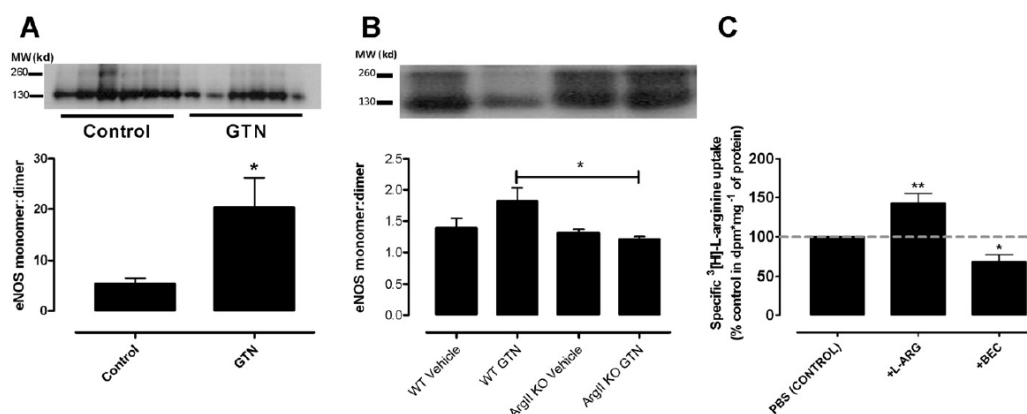 A
MW (kd)
260
130
Control
GTN
eNOS monomer:dimer
30
20
10
0
*
Control
GTN
B
MW (kd)
260
130
eNOS monomer:dimer
2.5
2.0
1.5
1.0
0.5
0.0
*
WT Vehicle
WT GTN
ArgII KO Vehicle
ArgII KO GTN
C
Specific ³[H]-L-arginine uptake
(% control in dpm*mg⁻¹ of protein)
200
150
100
50
0
**
*
PBS (CONTROL)
+L-ARG
+BEC